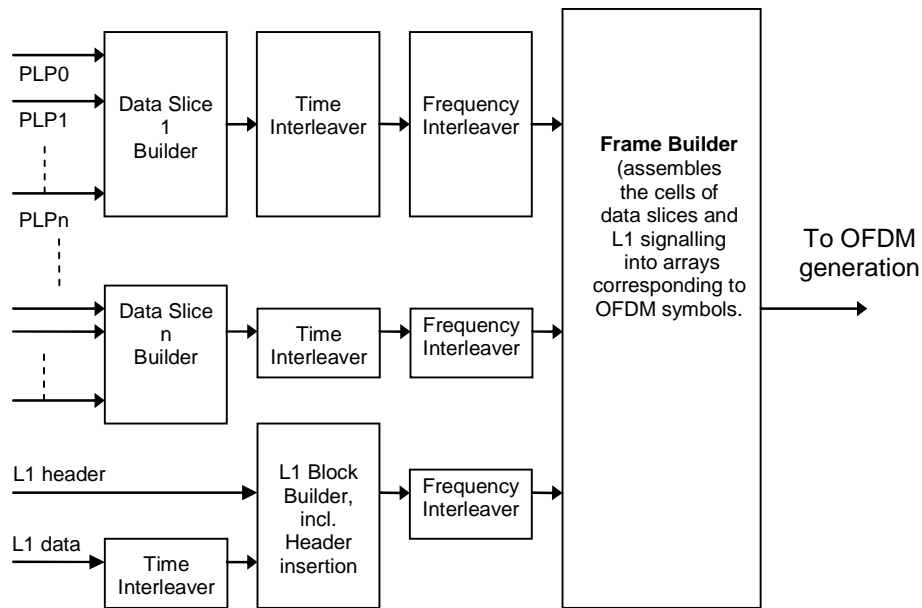 PLP0
PLP1
PLPn
Data Slice
1
Builder
Time
Interleaver
Frequency
Interleaver
Frame Builder
(assembles
the cells of
data slices and
L1 signalling
into arrays
corresponding to
OFDM symbols.
To OFDM
generation
Data Slice
n
Builder
Time
Interleaver
Frequency
Interleaver
L1 header
L1 data
Time
Interleaver
L1 Block
Builder,
incl.
Header
insertion
Frequency
Interleaver